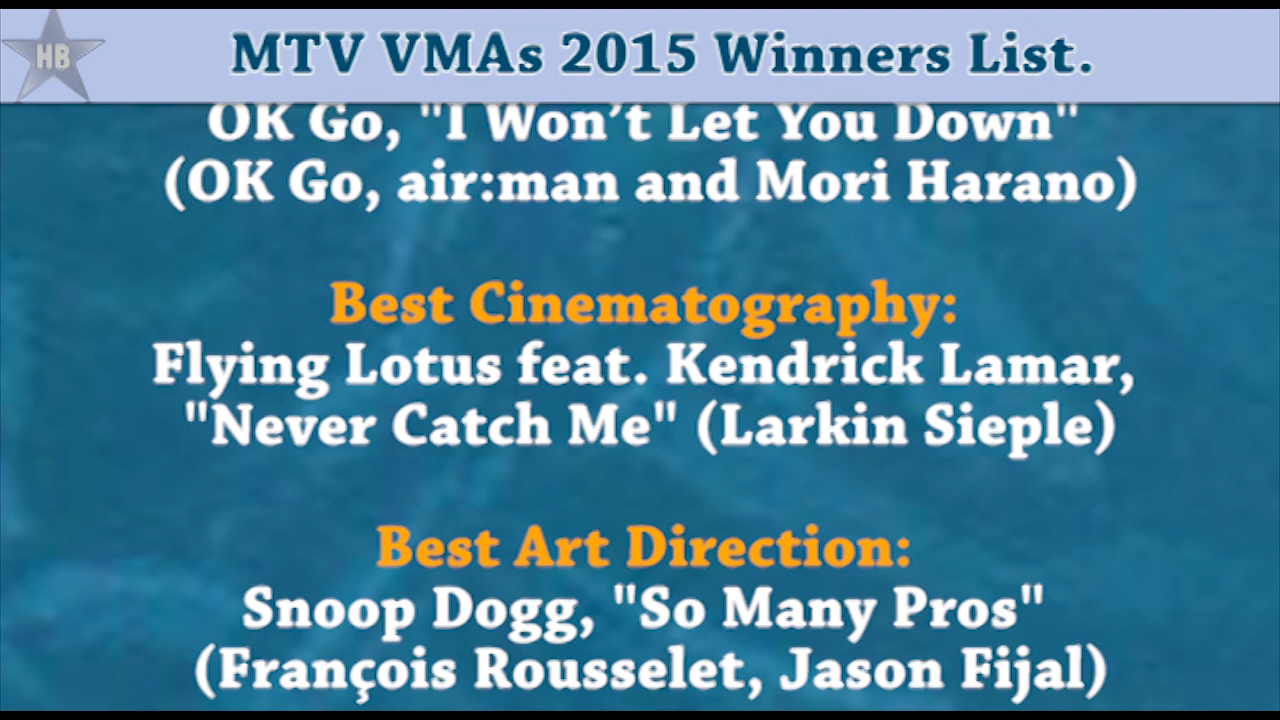 HB
MTV VMAs 2015 Winners List.
OK Go, "I Won’t Let You Down"
(OK Go, air:man and Mori Harano)
Best Cinematography:
Flying Lotus feat. Kendrick Lamar,
"Never Catch Me" (Larkin Sieple)
Best Art Direction:
Snoop Dogg, "So Many Pros"
(François Rousselet, Jason Fijal)